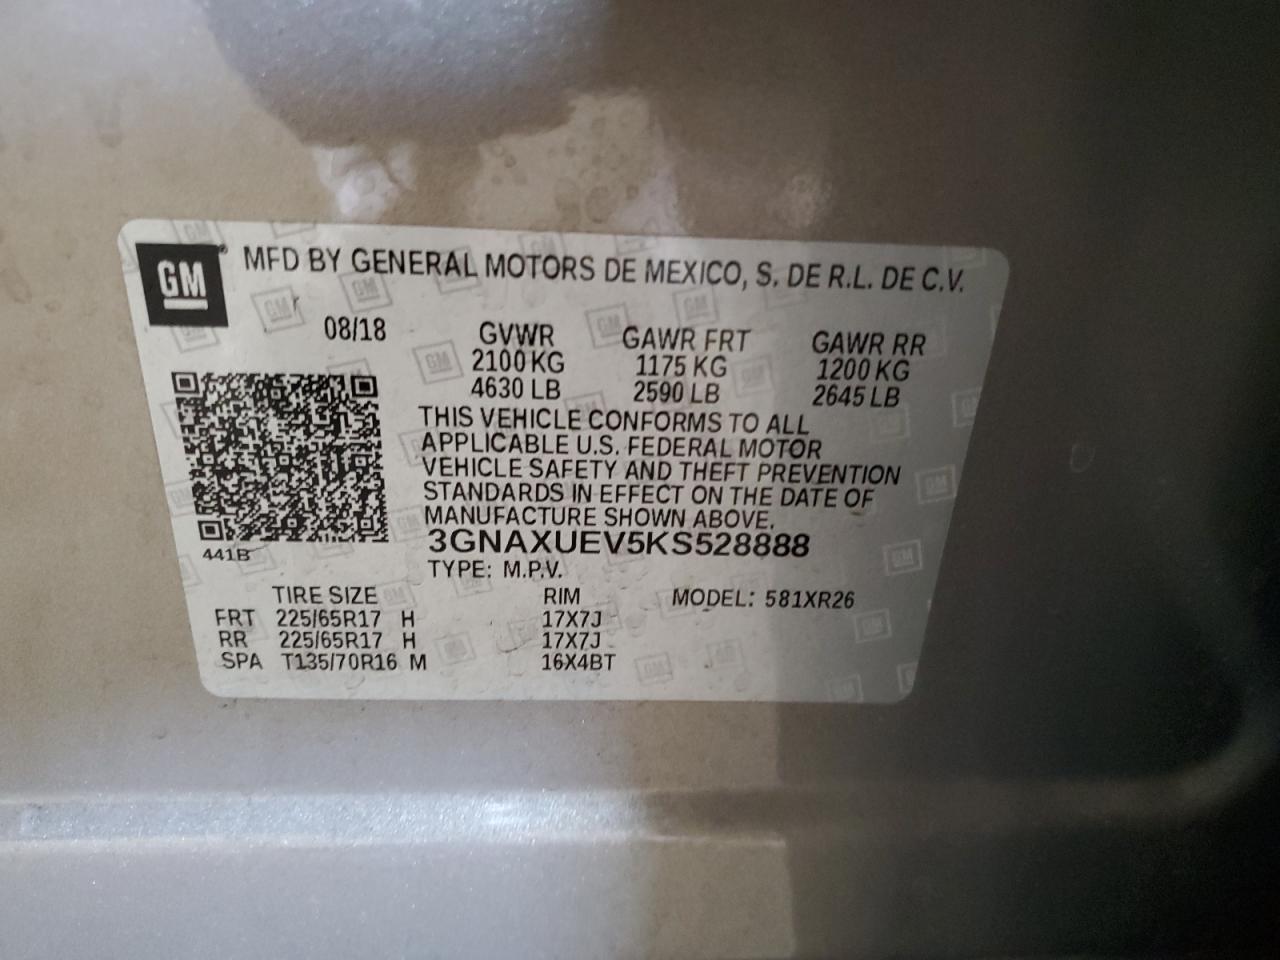 GM MFD BY GENERAL MOTORS DE MEXICO, S. DE R.L. DE C.V.
08/18 GVWR GAWR FRT GAWR RR
2100 KG 1175 KG 1200 KG
4630 LB 2590 LB 2645 LB
THIS VEHICLE CONFORMS TO ALL
APPLICABLE U.S. FEDERAL MOTOR
VEHICLE SAFETY AND THEFT PREVENTION
STANDARDS IN EFFECT ON THE DATE OF
MANUFACTURE SHOWN ABOVE.
3GNAXUEV5KS528888
441B
TYPE: M.P.V.
TIRE SIZE RIM MODEL: 581XR26
FRT 225/65R17 H 17X7J
RR 225/65R17 H 17X7J
SPA T135/70R16 M 16X4BT